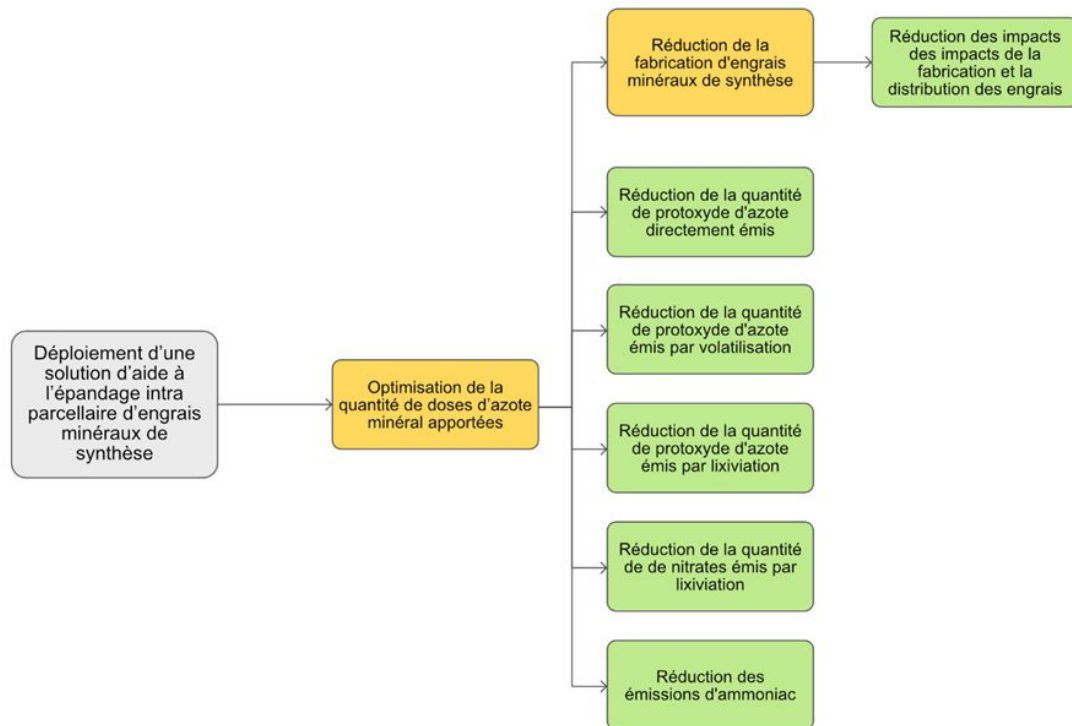 Réduction de la
fabrication d'engrais
minéraux de synthèse
Réduction des impacts
des impacts de la
fabrication et la
distribution des engrais
Réduction de la quantité
de protoxyde d'azote
directement émis
Réduction de la quantité
de protoxyde d'azote
émis par volatilisation
Déploiement d’une
solution d’aide à
l’épandage intra
parcellaire d’engrais
minéraux de
synthèse
Optimisation de la
quantité de doses d’azote
minéral apportées
Réduction de la quantité
de protoxyde d'azote
émis par lixiviation
Réduction de la quantité
de de nitrates émis par
lixiviation
Réduction des
émissions d'ammoniac